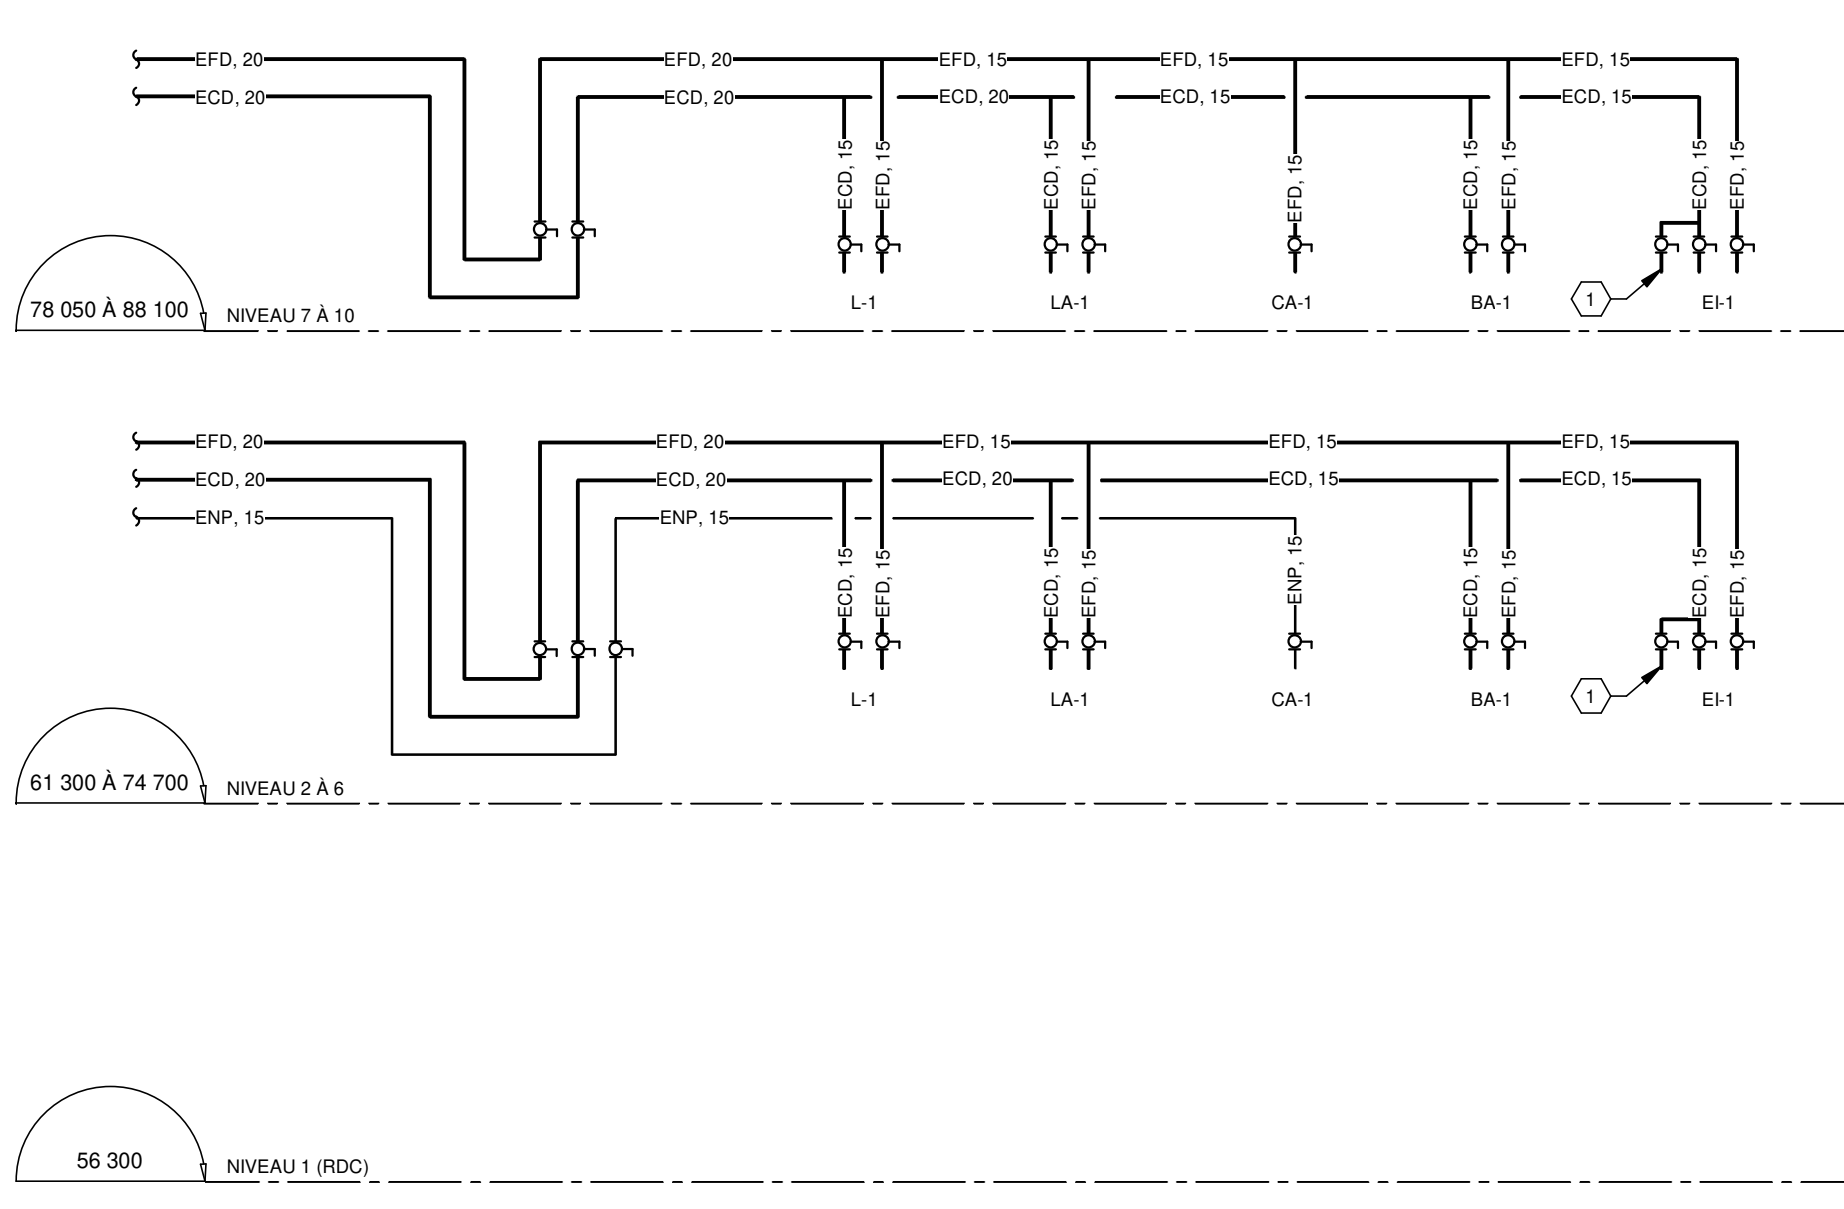 EFD, 20
EFD, 20
EFD, 15
EFD, 15
EFD, 15
ECD, 20
ECD, 20
ECD, 20
ECD, 15
ECD, 15
ECD, 15
EFD, 15
ECD, 15
EFD, 15
EFD, 15
ECD, 15
EFD, 15
ECD, 15
EFD, 15
L-1
LA-1
CA-1
BA-1
1
EI-1
78 050 À 88 100
NIVEAU 7 À 10
EFD, 20
EFD, 20
EFD, 15
EFD, 15
EFD, 15
ECD, 20
ECD, 20
ECD, 20
ECD, 15
ECD, 15
ENP, 15
ENP, 15
ECD, 15
EFD, 15
ECD, 15
EFD, 15
ENP, 15
ECD, 15
EFD, 15
ECD, 15
EFD, 15
L-1
LA-1
CA-1
BA-1
1
EI-1
61 300 À 74 700
NIVEAU 2 À 6
56 300
NIVEAU 1 (RDC)